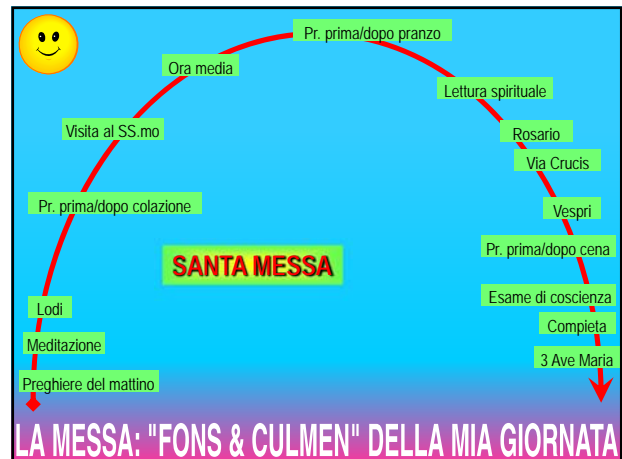 Preghiere del mattino
Meditazione
Lodi
Pr. prima/dopo colazione
Visita al SS.mo
Ora media
Pr. prima/dopo pranzo
Lettura spirituale
Rosario
Via Crucis
Vespri
Pr. prima/dopo cena
Esame di coscienza
Compieta
3 Ave Maria
SANTA MESSA
LA MESSA: "FONS & CULMEN" DELLA MIA GIORNATA